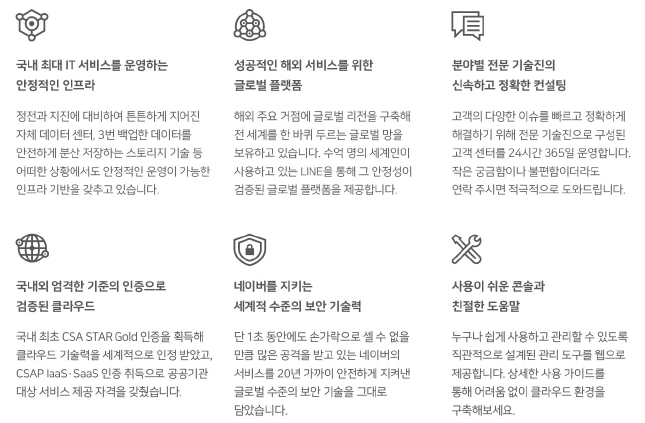 국내 최대 IT 서비스를 운영하는
안정적인 인프라
정전과 지진에 대비하여 튼튼하게 지어진
자체 데이터 센터, 3번 백업한 데이터를
안전하게 분산 저장하는 스토리지 기술 등
어떠한 상황에서도 안정적인 운영이 가능한
인프라 기반을 갖추고 있습니다.
성공적인 해외 서비스를 위한
글로벌 플랫폼
해외 주요 거점에 글로벌 리전을 구축해
전 세계를 한 바퀴 두르는 글로벌 망을
보유하고 있습니다. 수억 명의 세계인이
사용하고 있는 LINE을 통해 그 안정성이
검증된 글로벌 플랫폼을 제공합니다.
분야별 전문 기술진의
신속하고 정확한 컨설팅
고객의 다양한 이슈를 빠르고 정확하게
해결하기 위해 전문 기술진으로 구성된
고객 센터를 24시간 365일 운영합니다.
작은 궁금함이나 불편함이더라도
연락 주시면 적극적으로 도와드립니다.
국내외 엄격한 기준의 인증으로
검증된 클라우드
국내 최초 CSA STAR Gold 인증을 획득해
클라우드 기술력을 세계적으로 인정 받았고,
CSAP IaaS·SaaS 인증 취득으로 공공기관
대상 서비스 제공 자격을 갖췄습니다.
네이버를 지키는
세계적 수준의 보안 기술력
단 1초 동안에도 손가락으로 셀 수 없을
만큼 많은 공격을 받고 있는 네이버의
서비스를 20년 가까이 안전하게 지켜낸
글로벌 수준의 보안 기술을 그대로
담았습니다.
사용이 쉬운 콘솔과
친절한 도움말
누구나 쉽게 사용하고 관리할 수 있도록
직관적으로 설계된 관리 도구를 웹으로
제공합니다. 상세한 사용 가이드를
통해 어려움 없이 클라우드 환경을
구축해보세요.